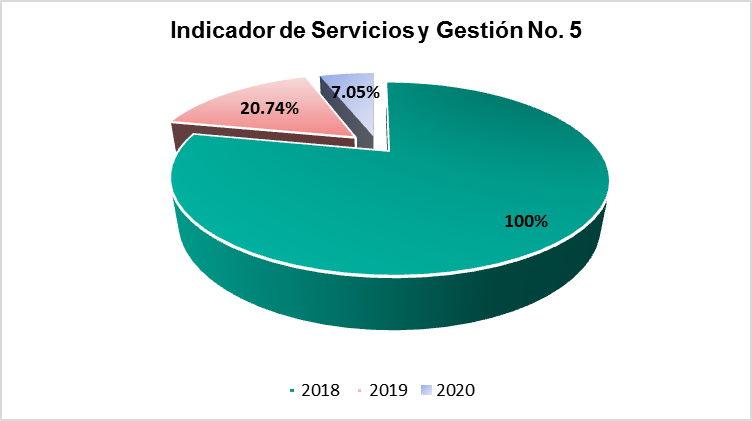 Indicador de Servicios y Gestión No. 5
7.05%
20.74%
100%
2018 2019 2020